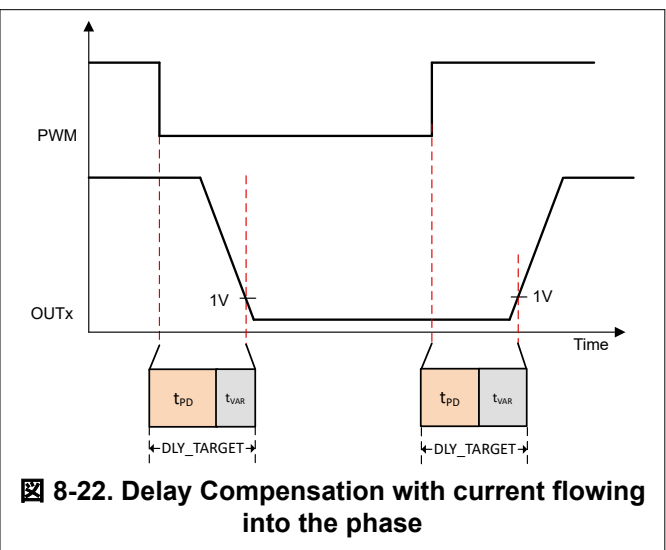 PWM
1V
1V
OUTx
Time
tPD tVAR
tPD tVAR
DLY_TARGET
DLY_TARGET
図 8-22. Delay Compensation with current flowing
into the phase